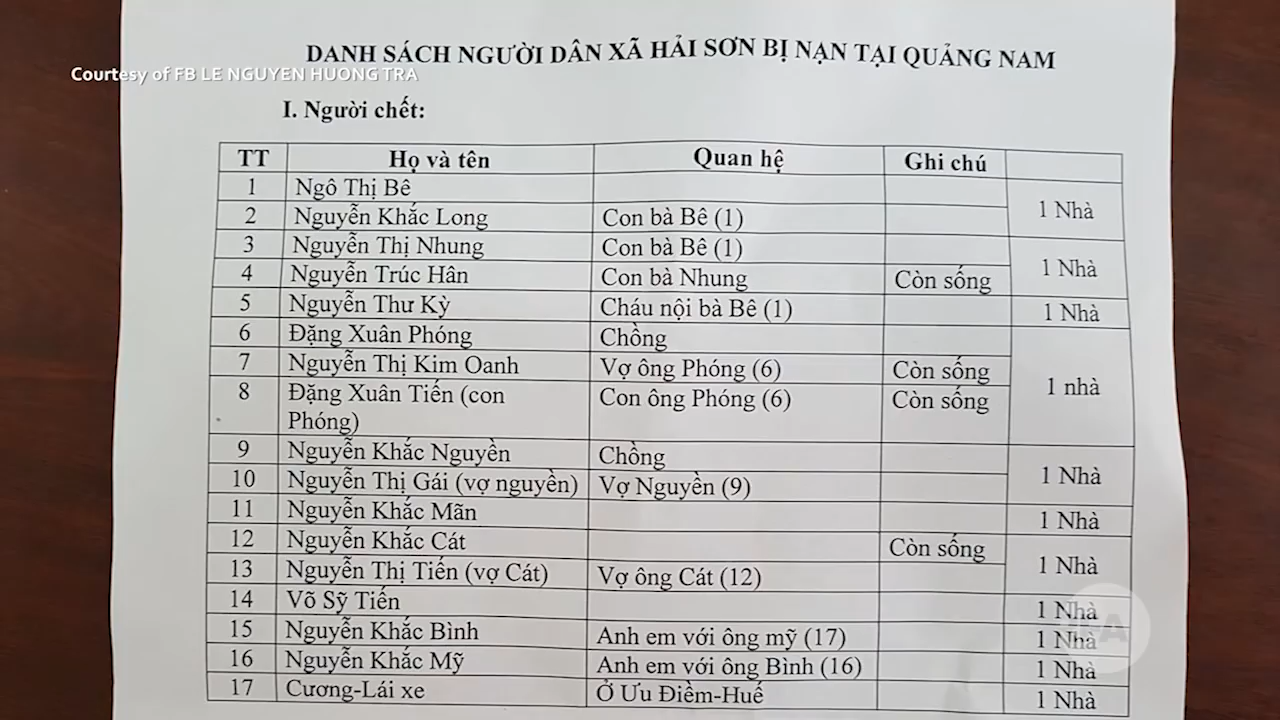 DANH SÁCH NGƯỜI DÂN XÃ HẢI SƠN BỊ NẠN TẠI QUẢNG NAM
Courtesy of FB LE NGUYEN HUONG TRA
I. Người chết:
TT Họ và tên Quan hệ Ghi chú
1 Ngô Thị Bê
1 Nhà
2 Nguyễn Khắc Long Con bà Bê (1)
3 Nguyễn Thị Nhung Con bà Bê (1)
1 Nhà
4 Nguyễn Trúc Hân Con bà Nhung Còn sống
5 Nguyễn Thư Kỳ Cháu nội bà Bê (1) 1 Nhà
6 Đặng Xuân Phóng Chồng
7 Nguyễn Thị Kim Oanh Vợ ông Phóng (6) Còn sống
1 nhà
8 Đặng Xuân Tiến (con Con ông Phóng (6) Còn sống
Phóng)
9 Nguyễn Khắc Nguyền Chồng
1 Nhà
10 Nguyễn Thị Gái (vợ nguyền) Vợ Nguyền (9)
11 Nguyễn Khắc Mãn 1 Nhà
12 Nguyễn Khắc Cát Còn sống
1 Nhà
13 Nguyễn Thị Tiến (vợ Cát) Vợ ông Cát (12)
14 Võ Sỹ Tiến 1 Nhà
15 Nguyễn Khắc Bình Anh em với ông mỹ (17) 1 Nhà
16 Nguyễn Khắc Mỹ Anh em với ông Bình (16) 1 Nhà
17 Cương-Lái xe Ở Ưu Điềm-Huế 1 Nhà